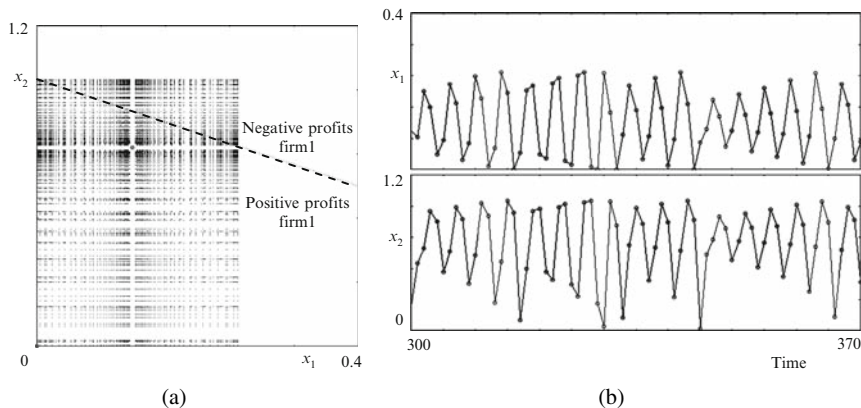 1.2
x2
Negative profits
firm1
Positive profits
firm1
0
x1
0.4
(a)
0.4
x1
1.2
x2
0
300
370
Time
(b)